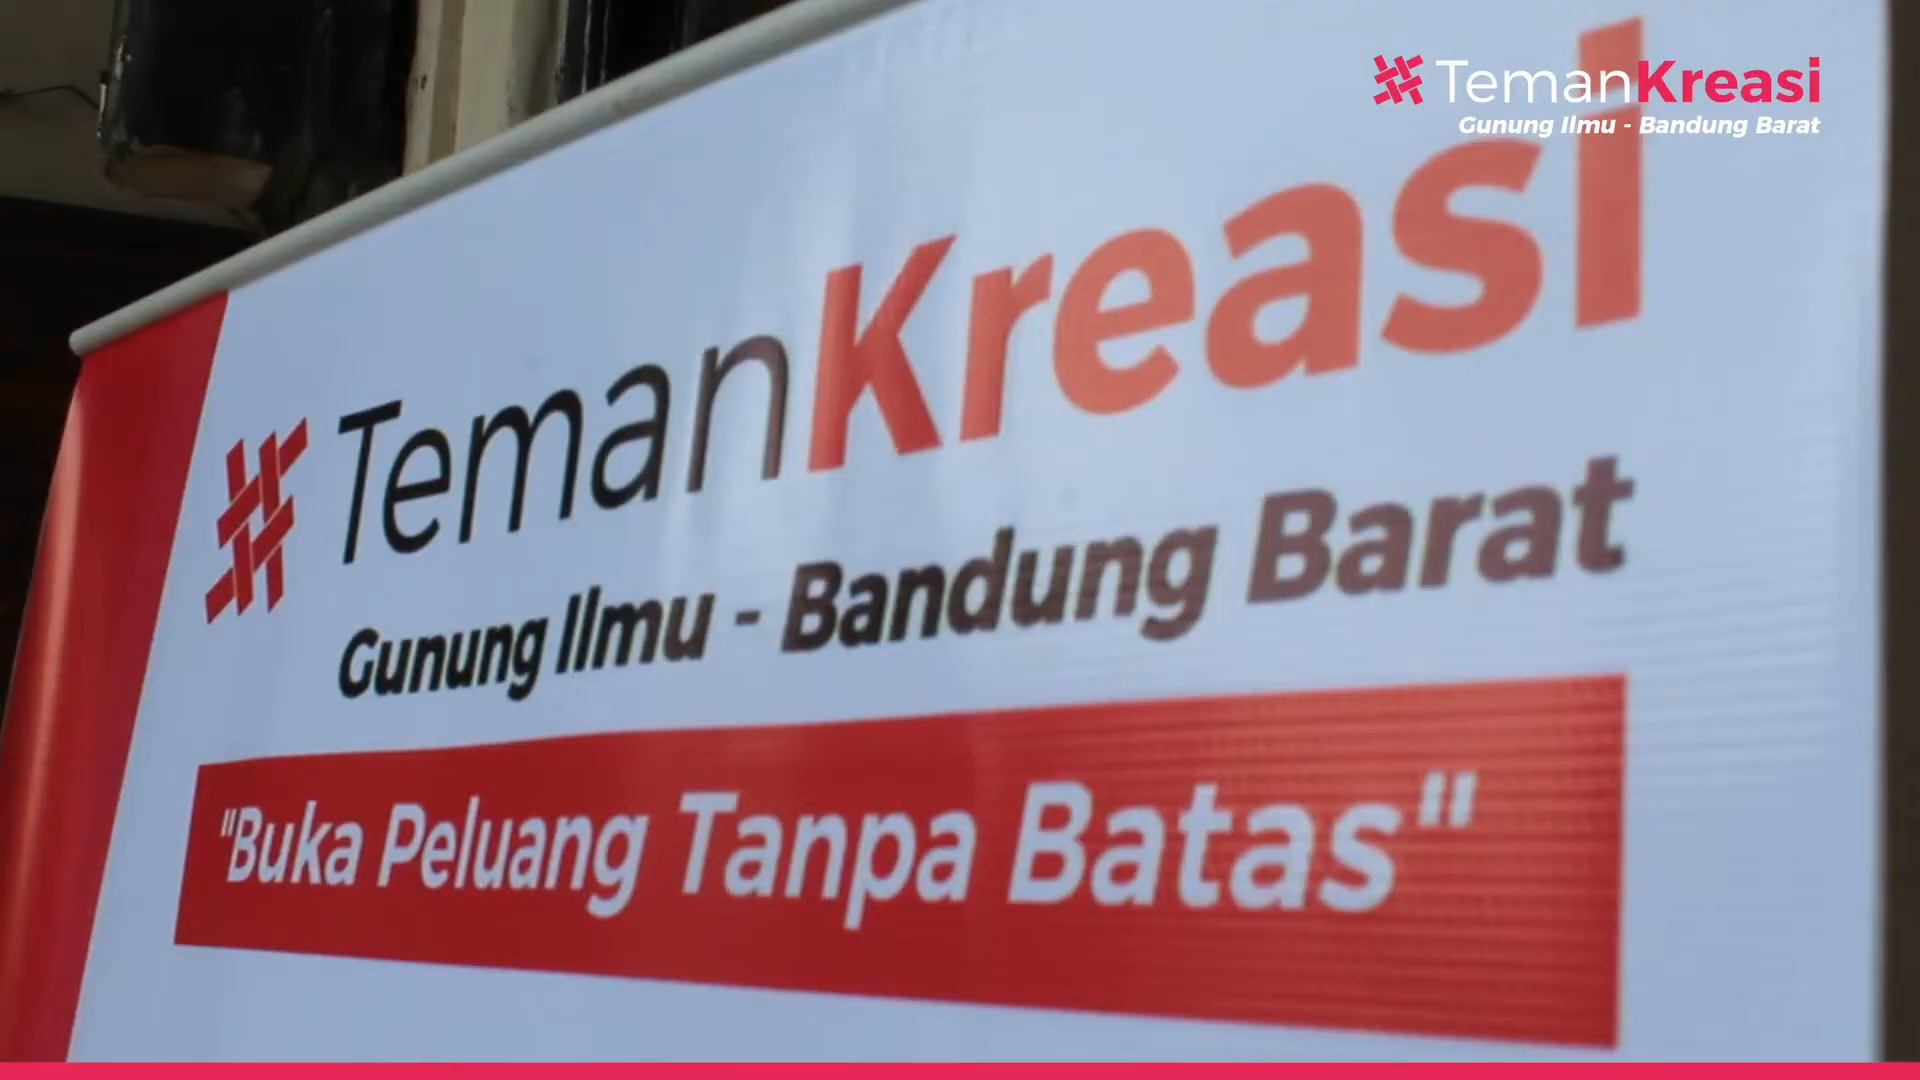 TemanKreasi
Gunung Ilmu - Bandung Barat
TemanKreasi
Gunung Ilmu - Bandung Barat
"Buka Peluang Tanpa Batas"